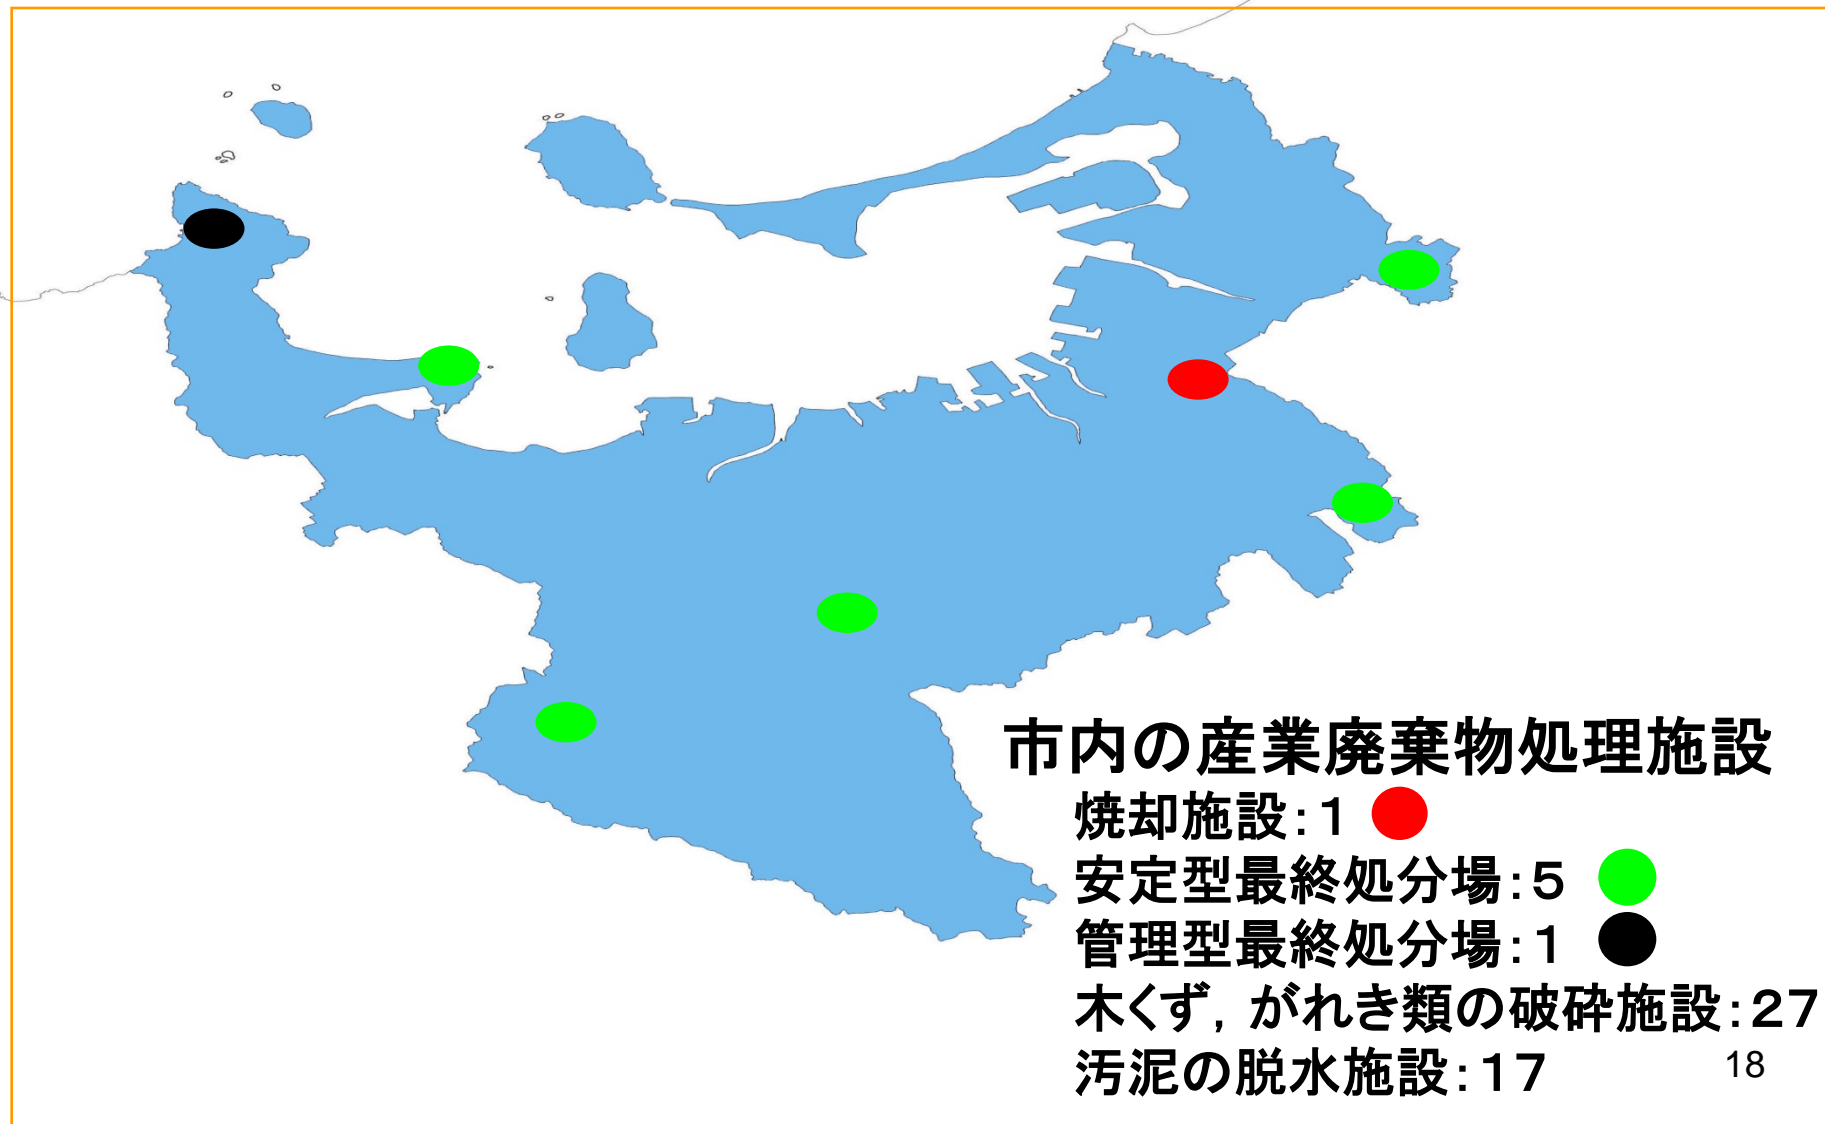 市内の産業廃棄物処理施設
焼却施設：１
安定型最終処分場：５
管理型最終処分場：１
木くず，がれき類の破砕施設：２７
汚泥の脱水施設：１７
18